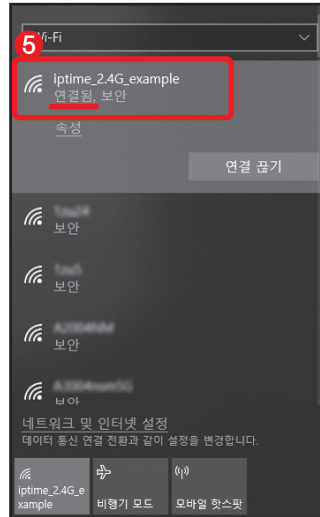 5
i-Fi
iptime_2.4G_example
연결됨, 보안
속성
연결 끊기
보안
보안
보안
네트워크 및 인터넷 설정
데이터 통신 연결 전환과 같이 설정을 변경합니다.
iptime_2.4G_e
xample
비행기 모드
모바일 핫스팟